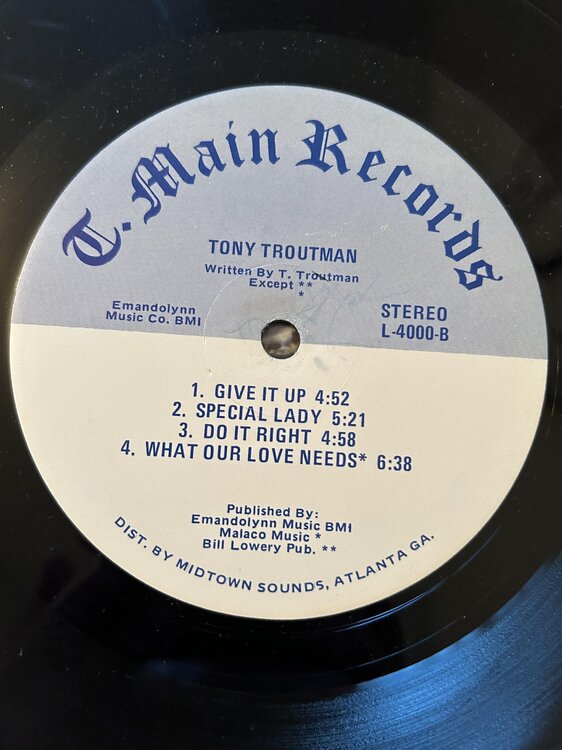 T. Main Records
TONY TROUTMAN
Written By T. Troutman
Except **
*
Emandolynn
Music Co. BMI
STEREO
L-4000-B
1. GIVE IT UP 4:52
2. SPECIAL LADY 5:21
3. DO IT RIGHT 4:58
4. WHAT OUR LOVE NEEDS* 6:38
Published By:
Emandolynn Music BMI
Malaco Music *
Bill Lowery Pub. **
DIST. BY MIDTOWN SOUNDS, ATLANTA GA.